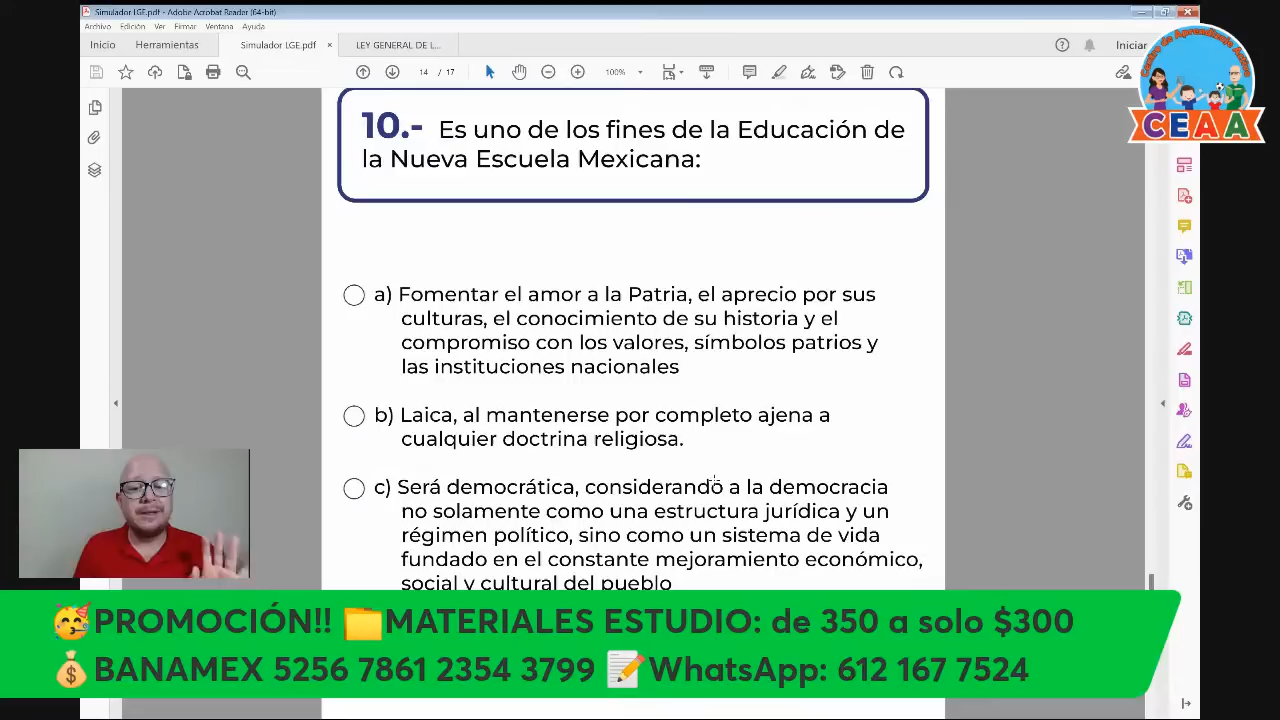 Simulador LGE.pdf - Adobe Acrobat Reader (64-bit)
Archivo Edición Ver Firmar Ventana Ayuda
Inicio Herramientas Simulador LGE.pdf × LEY GENERAL DE L... Iniciar
14 / 17 100%
Centro de Aprendizaje Activo
CEAA
10.- Es uno de los fines de la Educación de
la Nueva Escuela Mexicana:
a) Fomentar el amor a la Patria, el aprecio por sus
culturas, el conocimiento de su historia y el
compromiso con los valores, símbolos patrios y
las instituciones nacionales
b) Laica, al mantenerse por completo ajena a
cualquier doctrina religiosa.
c) Será democrática, considerando a la democracia
no solamente como una estructura jurídica y un
régimen político, sino como un sistema de vida
fundado en el constante mejoramiento económico,
social y cultural del pueblo
🥳PROMOCIÓN!! 🗂️MATERIALES ESTUDIO: de 350 a solo $300
💰BANAMEX 5256 7861 2354 3799 📝WhatsApp: 612 167 7524